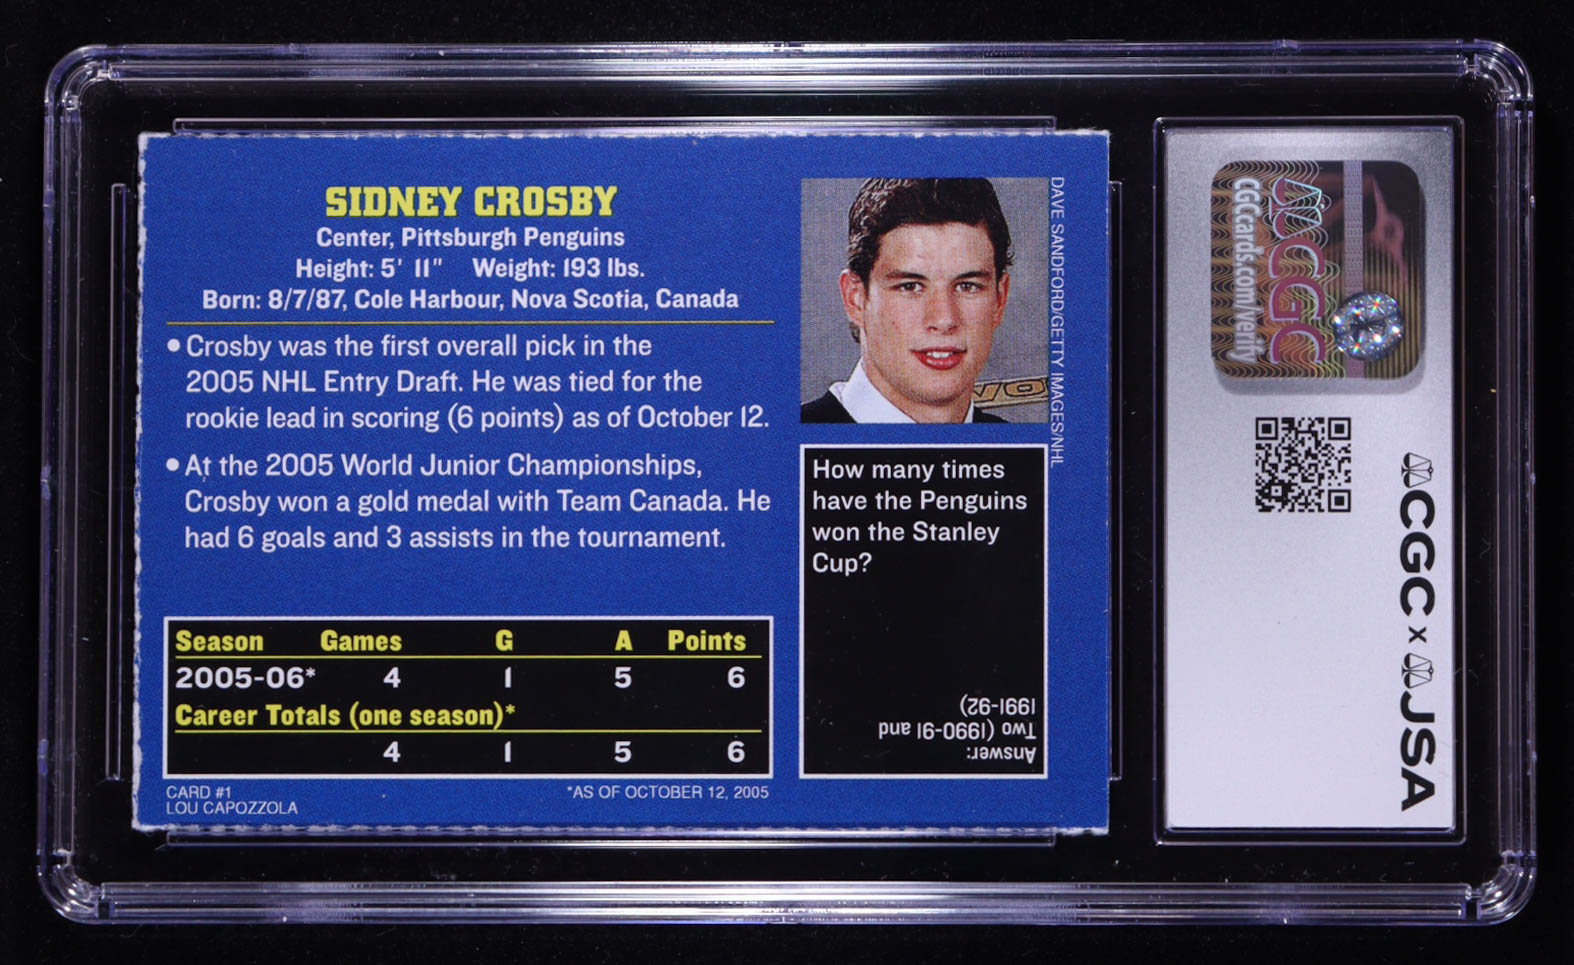 SIDNEY CROSBY
Center, Pittsburgh Penguins
Height: 5' 11" Weight: 193 lbs.
Born: 8/7/87, Cole Harbour, Nova Scotia, Canada
• Crosby was the first overall pick in the
2005 NHL Entry Draft. He was tied for the
rookie lead in scoring (6 points) as of October 12.
• At the 2005 World Junior Championships,
Crosby won a gold medal with Team Canada. He
had 6 goals and 3 assists in the tournament.
Season Games G A Points
2005-06* 4 1 5 6
Career Totals (one season)*
4 1 5 6
CARD #1
LOU CAPOZZOLA
*AS OF OCTOBER 12, 2005
DAVE SANDFORD/GETTY IMAGES/NHL
How many times
have the Penguins
won the Stanley
Cup?
Answer:
Two (1990-91 and
1991-92)
CGC
CGCcards.com/verify
CGC x JSA